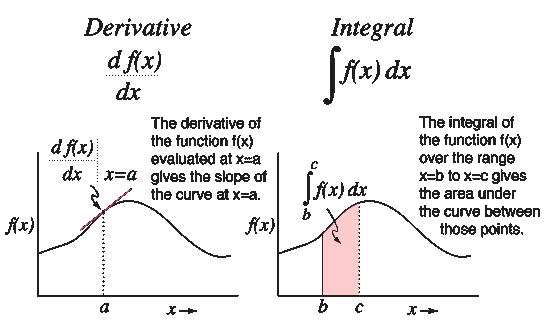 Derivative
d f(x)
dx
The derivative of
the function f(x)
evaluated at x=a
gives the slope of
the curve at x=a.
d f(x)
dx
x=a
f(x)
a
x→
Integral
∫ f(x) dx
The integral of
the function f(x)
over the range
x=b to x=c gives
the area under
the curve between
those points.
c
∫ f(x) dx
b
f(x)
b
c
x→